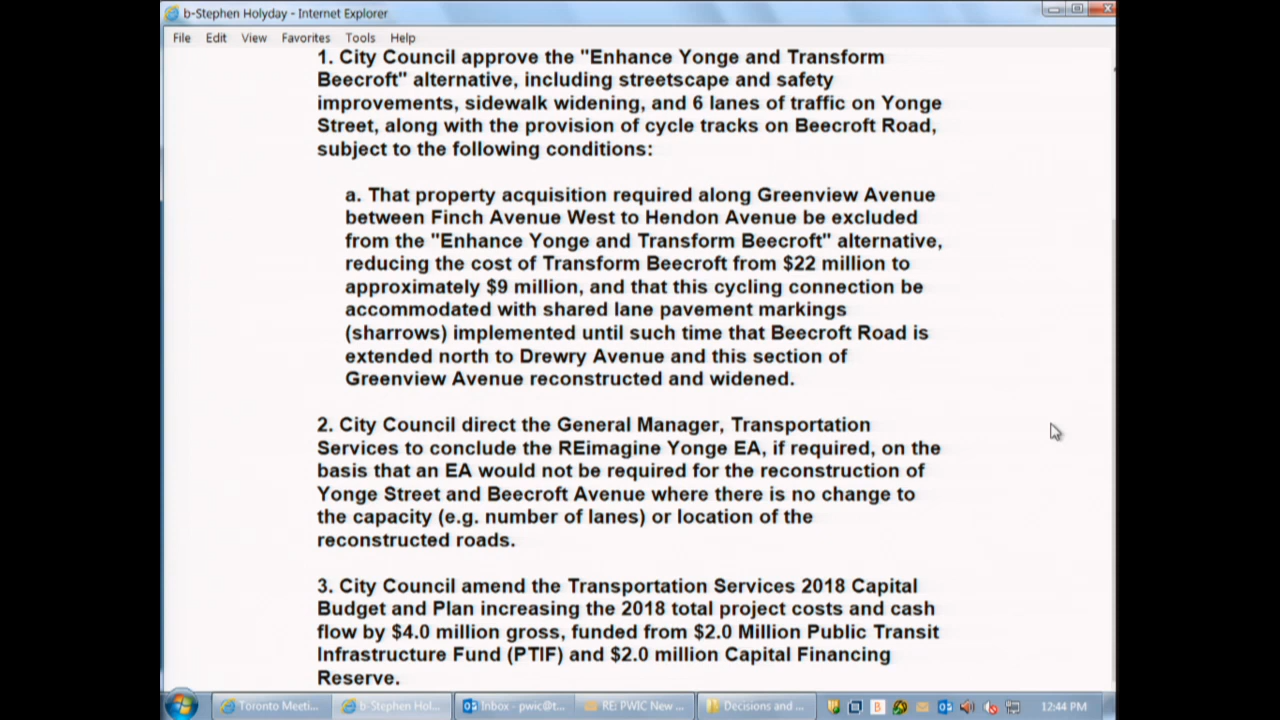 b-Stephen Holyday - Internet Explorer
File Edit View Favorites Tools Help
1. City Council approve the "Enhance Yonge and Transform
Beecroft" alternative, including streetscape and safety
improvements, sidewalk widening, and 6 lanes of traffic on Yonge
Street, along with the provision of cycle tracks on Beecroft Road,
subject to the following conditions:
a. That property acquisition required along Greenview Avenue
between Finch Avenue West to Hendon Avenue be excluded
from the "Enhance Yonge and Transform Beecroft" alternative,
reducing the cost of Transform Beecroft from $22 million to
approximately $9 million, and that this cycling connection be
accommodated with shared lane pavement markings
(sharrows) implemented until such time that Beecroft Road is
extended north to Drewry Avenue and this section of
Greenview Avenue reconstructed and widened.
2. City Council direct the General Manager, Transportation
Services to conclude the REimagine Yonge EA, if required, on the
basis that an EA would not be required for the reconstruction of
Yonge Street and Beecroft Avenue where there is no change to
the capacity (e.g. number of lanes) or location of the
reconstructed roads.
3. City Council amend the Transportation Services 2018 Capital
Budget and Plan increasing the 2018 total project costs and cash
flow by $4.0 million gross, funded from $2.0 Million Public Transit
Infrastructure Fund (PTIF) and $2.0 million Capital Financing
Reserve.
Toronto Meeti... b-Stephen Hol... Inbox - pwic@t... RE: PWIC New ... Decisions and ... B 12:44 PM